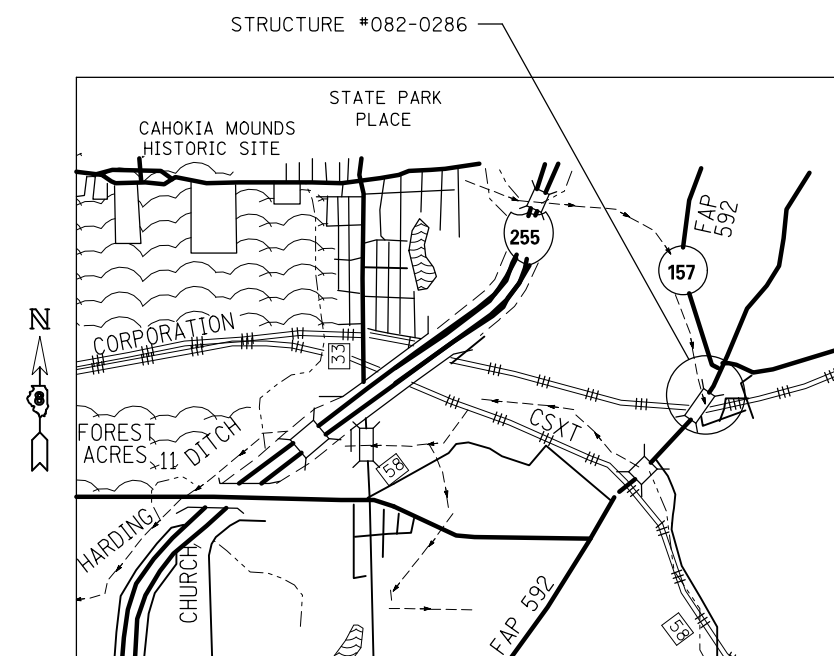 STRUCTURE #082-0286
STATE PARK
PLACE
CAHOKIA MOUNDS
HISTORIC SITE
255
FAP
592
157
N
8
CORPORATION
33
FOREST
ACRES
11 DITCH
CSXT
58
HARDING
CHURCH
FAP 592
58